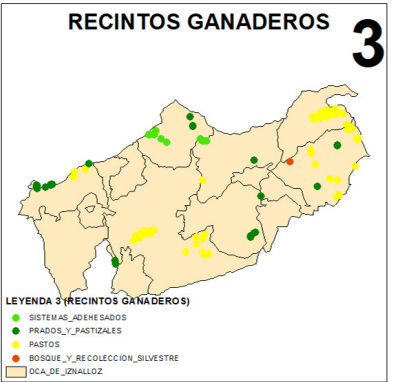 RECINTOS GANADEROS
3
LEYENDA 3 (RECINTOS GANADEROS)
SISTEMAS_ADEHESADOS
PRADOS_Y_PASTIZALES
PASTOS
BOSQUE_Y_RECOLECCION_SILVESTRE
OCA_DE_IZNALLOZ